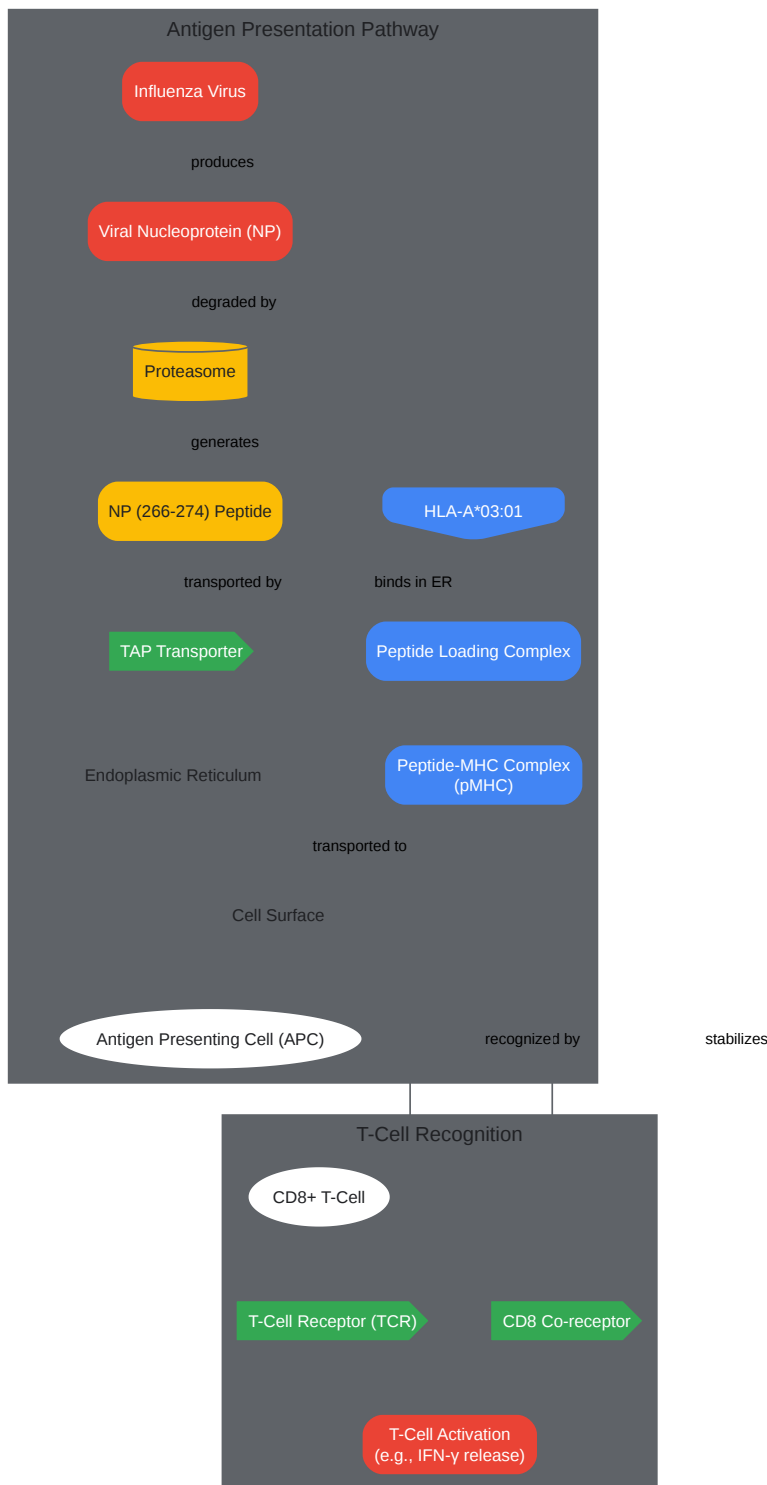 Antigen Presentation Pathway
Influenza Virus
produces
Viral Nucleoprotein (NP)
degraded by
Proteasome
generates
NP (266-274) Peptide
HLA-A*03:01
transported by
binds in ER
TAP Transporter
Peptide Loading Complex
Endoplasmic Reticulum
Peptide-MHC Complex
(pMHC)
transported to
Cell Surface
Antigen Presenting Cell (APC)
recognized by
stabilizes
T-Cell Recognition
CD8+ T-Cell
T-Cell Receptor (TCR)
CD8 Co-receptor
T-Cell Activation
(e.g., IFN-γ release)